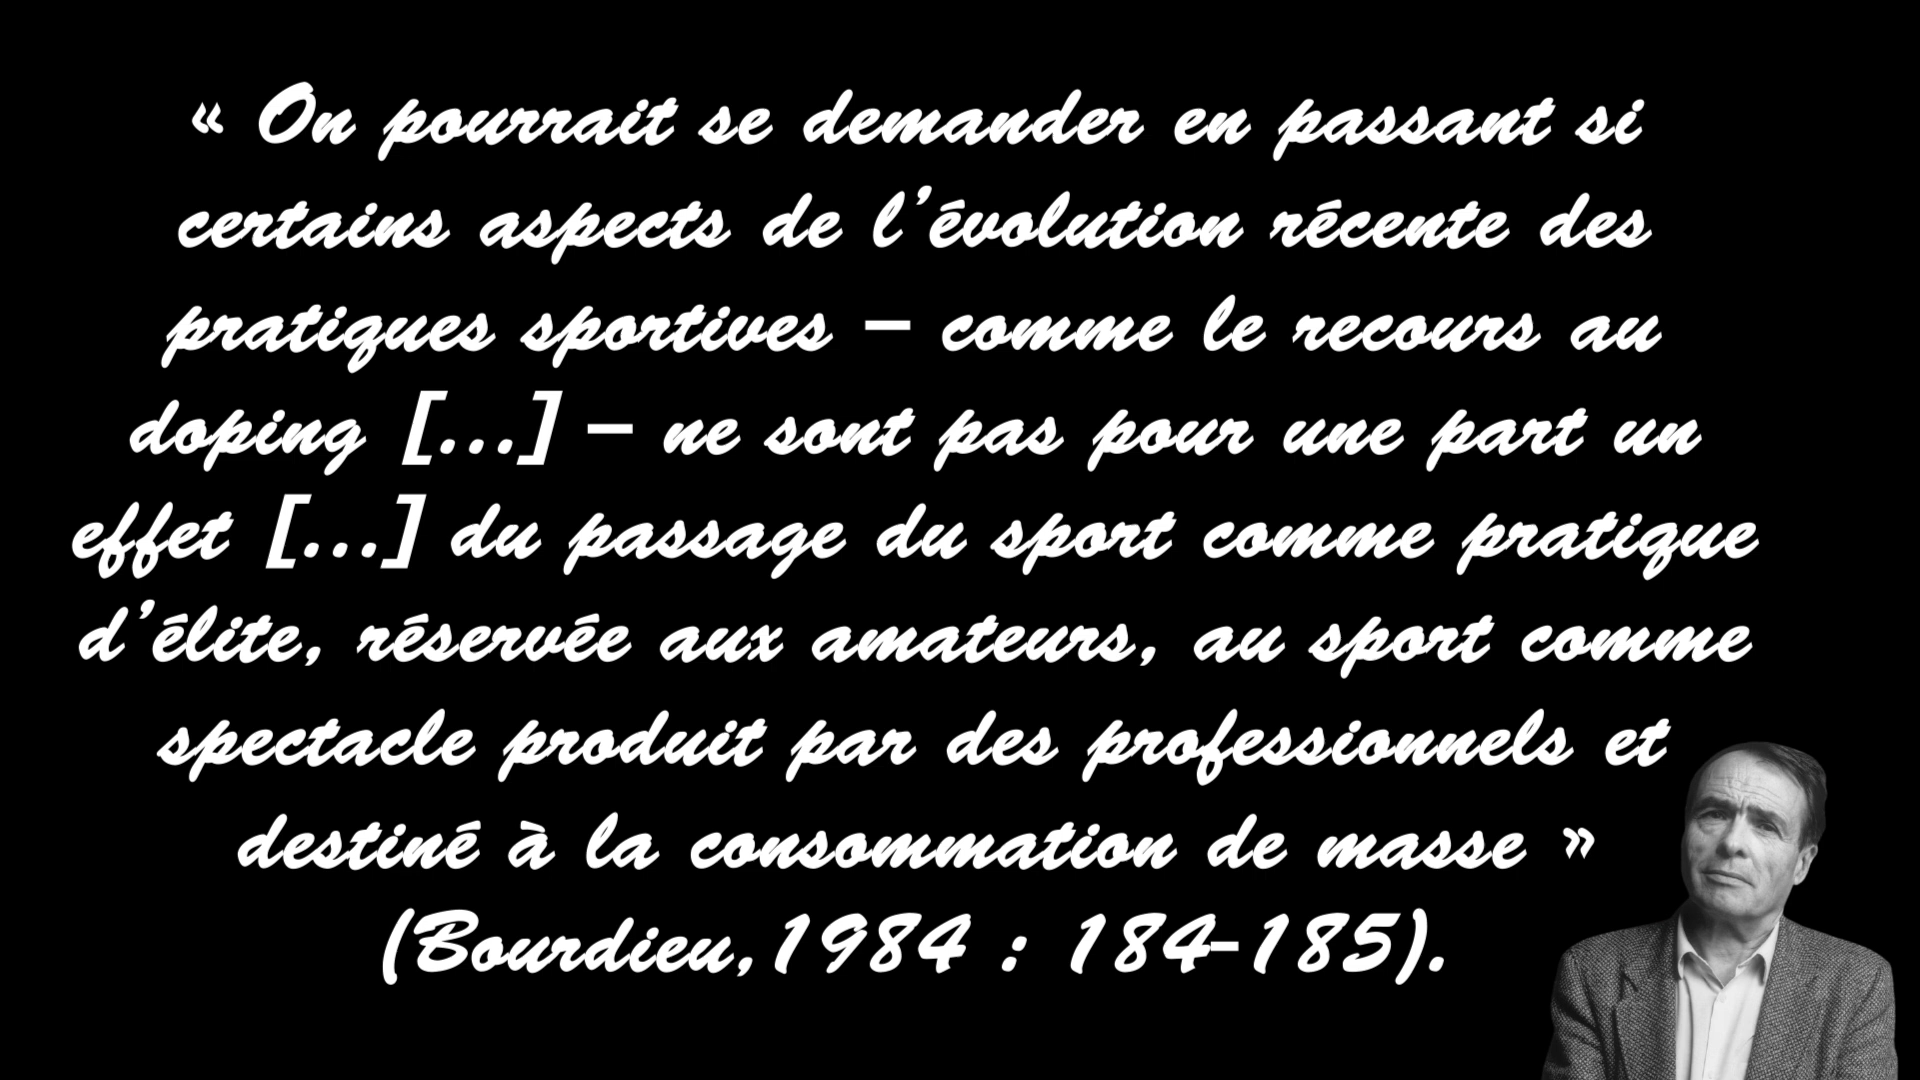 « On pourrait se demander en passant si
certains aspects de l’évolution récente des
pratiques sportives – comme le recours au
doping [...] – ne sont pas pour une part un
effet [...] du passage du sport comme pratique
d’élite, réservée aux amateurs, au sport comme
spectacle produit par des professionnels et
destiné à la consommation de masse »
(Bourdieu,1984 : 184-185).